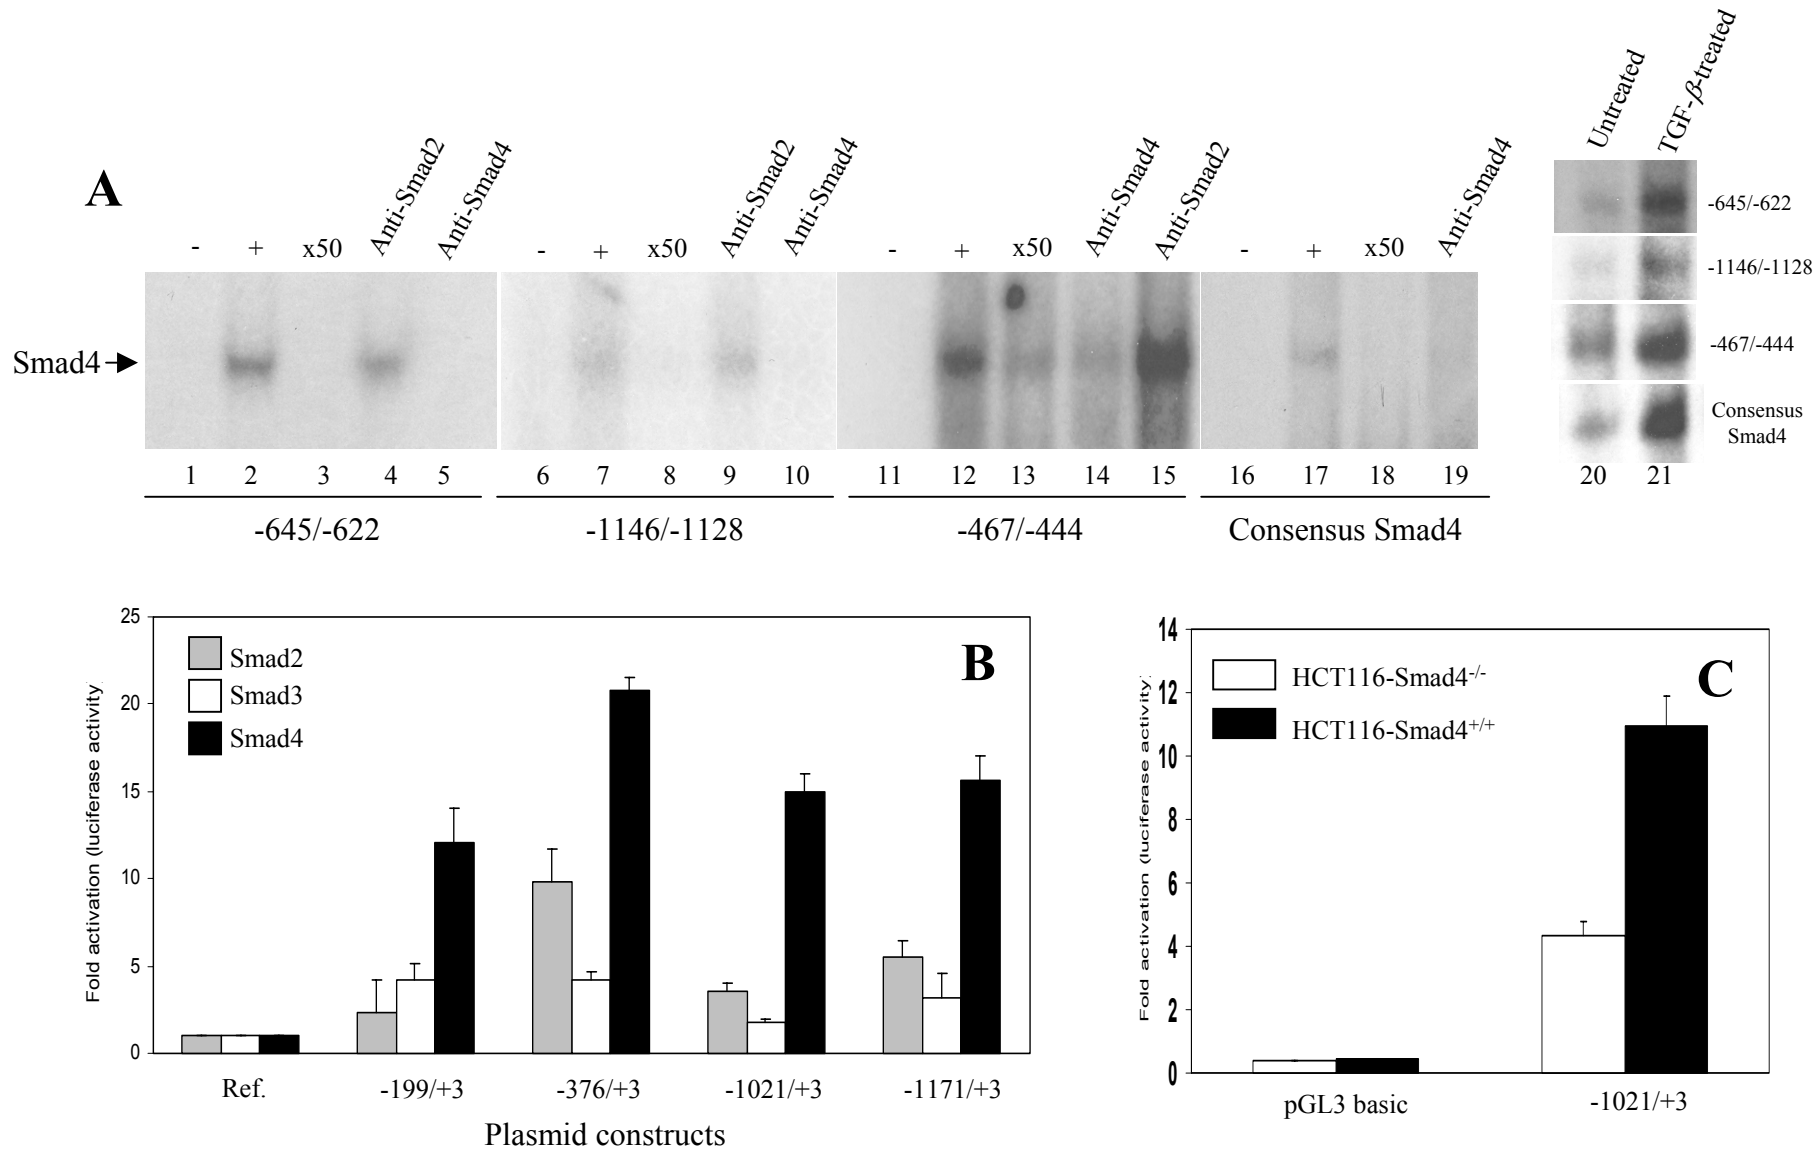 A
- + x50 Anti-Smad2 Anti-Smad4
- + x50 Anti-Smad2 Anti-Smad4
- + x50 Anti-Smad4 Anti-Smad2
- + x50 Anti-Smad4
Untreated TGF-β-treated
Smad4
-645/-622
-1146/-1128
-467/-444
Consensus
Smad4
1 2 3 4 5 6 7 8 9 10 11 12 13 14 15 16 17 18 19 20 21
-645/-622 -1146/-1128 -467/-444 Consensus Smad4
B
Smad2
Smad3
Smad4
Fold activation (luciferase activity)
25
20
15
10
5
0
Ref. -199/+3 -376/+3 -1021/+3 -1171/+3
Plasmid constructs
C
HCT116-Smad4-/-
HCT116-Smad4+/+
Fold activation (luciferase activity)
14
12
10
8
6
4
2
0
pGL3 basic -1021/+3